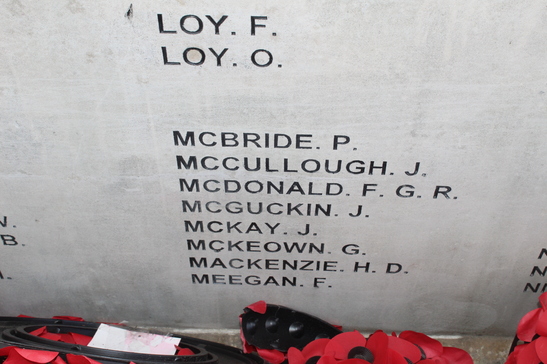 LOY. F.
LOY. O.
MCBRIDE. P.
MCCULLOUGH. J.
MCDONALD. F. G. R.
MCGUCKIN. J.
MCKAY. J.
MCKEOWN. G.
MACKENZIE. H. D.
MEEGAN. F.
B.